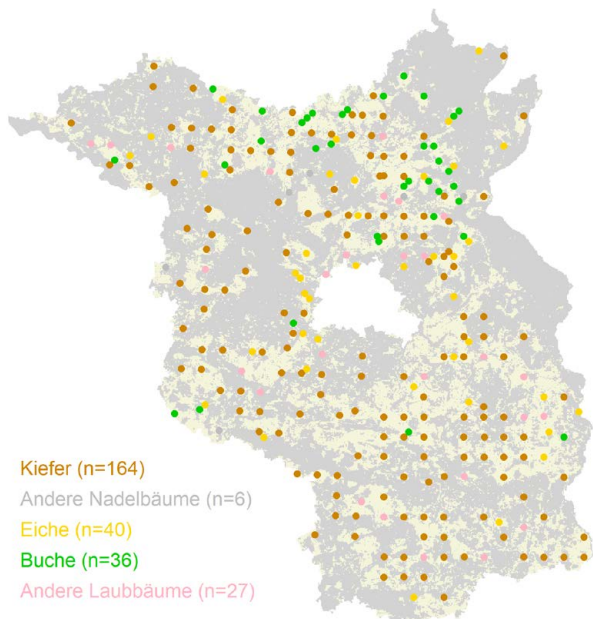 Kiefer (n=164)
Andere Nadelbäume (n=6)
Eiche (n=40)
Buche (n=36)
Andere Laubbäume (n=27)